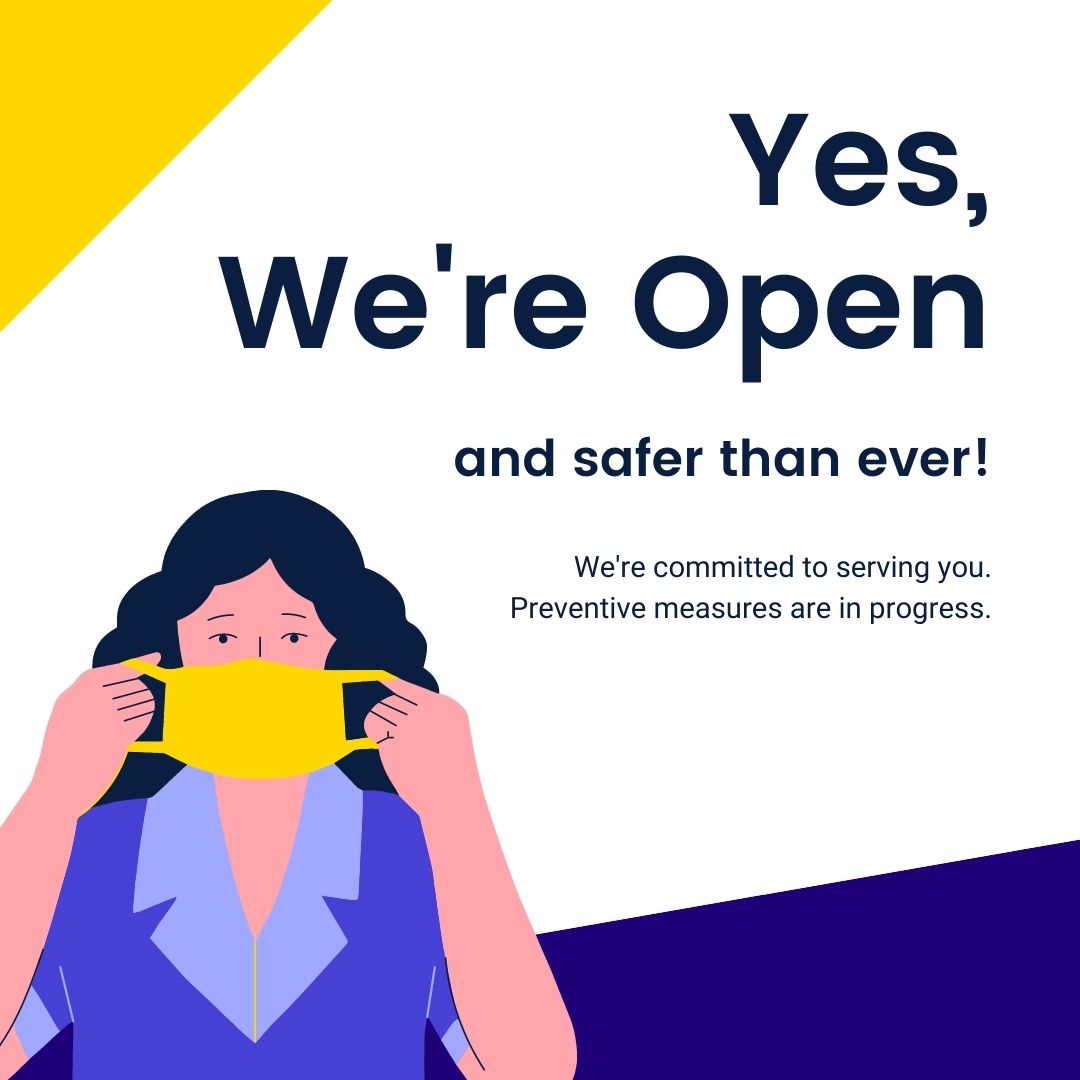 Yes,
We're Open
and safer than ever!
We're committed to serving you.
Preventive measures are in progress.